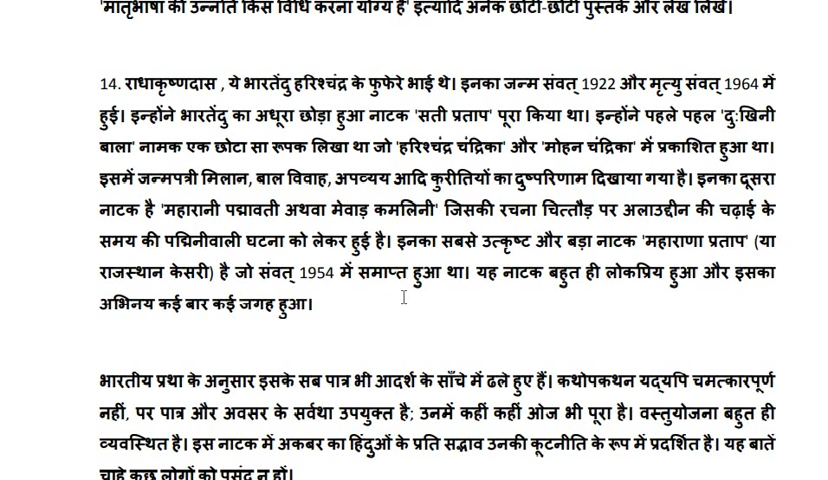 'मातृभाषा की उन्नति किस विधि करना योग्य है' इत्यादि अनेक छोटी-छोटी पुस्तकें और लेख लिखे।
14. राधाकृष्णदास , ये भारतेंदु हरिश्चंद्र के फुफेरे भाई थे। इनका जन्म संवत् 1922 और मृत्यु संवत् 1964 में
हुई। इन्होंने भारतेंदु का अधूरा छोड़ा हुआ नाटक 'सती प्रताप' पूरा किया था। इन्होंने पहले पहल 'दु:खिनी
बाला' नामक एक छोटा सा रूपक लिखा था जो 'हरिश्चंद्र चंद्रिका' और 'मोहन चंद्रिका' में प्रकाशित हुआ था।
इसमें जन्मपत्री मिलान, बाल विवाह, अपव्यय आदि कुरीतियों का दुष्परिणाम दिखाया गया है। इनका दूसरा
नाटक है 'महारानी पद्मावती अथवा मेवाड़ कमलिनी' जिसकी रचना चित्तौड़ पर अलाउद्दीन की चढ़ाई के
समय की पद्मिनीवाली घटना को लेकर हुई है। इनका सबसे उत्कृष्ट और बड़ा नाटक 'महाराणा प्रताप' (या
राजस्थान केसरी) है जो संवत् 1954 में समाप्त हुआ था। यह नाटक बहुत ही लोकप्रिय हुआ और इसका
अभिनय कई बार कई जगह हुआ।
भारतीय प्रथा के अनुसार इसके सब पात्र भी आदर्श के साँचे में ढले हुए हैं। कथोपकथन यद्यपि चमत्कारपूर्ण
नहीं, पर पात्र और अवसर के सर्वथा उपयुक्त है; उनमें कहीं कहीं ओज भी पूरा है। वस्तुयोजना बहुत ही
व्यवस्थित है। इस नाटक में अकबर का हिंदुओं के प्रति सद्भाव उनकी कूटनीति के रूप में प्रदर्शित है। यह बातें
चाहे कुछ लोगों को पसंद न हों।